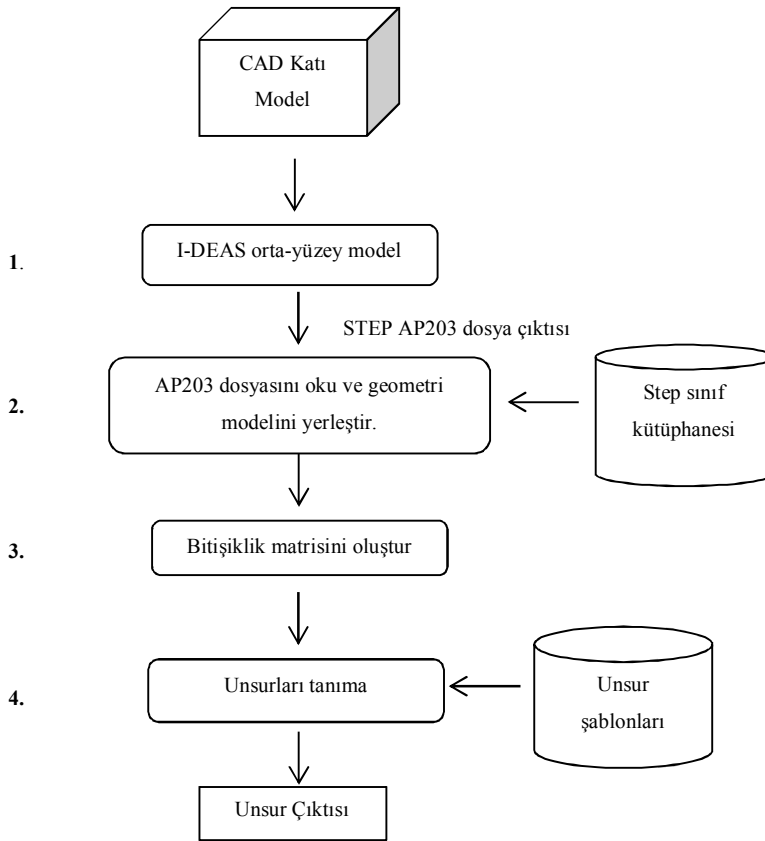 CAD Katı
Model
1.
I-DEAS orta-yüzey model
STEP AP203 dosya çıktısı
2.
AP203 dosyasını oku ve geometri
modelini yerleştir.
Step sınıf
kütüphanesi
3.
Bitişiklik matrisini oluştur
4.
Unsurları tanıma
Unsur
şablonları
Unsur Çıktısı